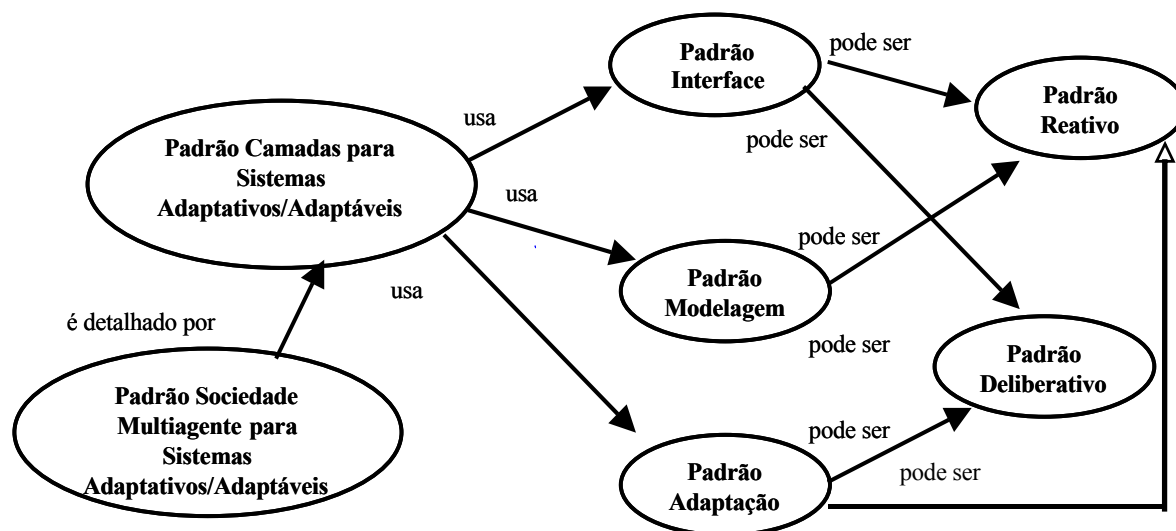 Padrão
Interface
pode ser
Padrão
Reativo
usa
pode ser
Padrão Camadas para
Sistemas
Adaptativos/Adaptáveis
usa
pode ser
Padrão
Modelagem
usa
é detalhado por
pode ser
Padrão
Deliberativo
Padrão Sociedade
Multiagente para
Sistemas
Adaptativos/Adaptáveis
pode ser
Padrão
Adaptação
pode ser